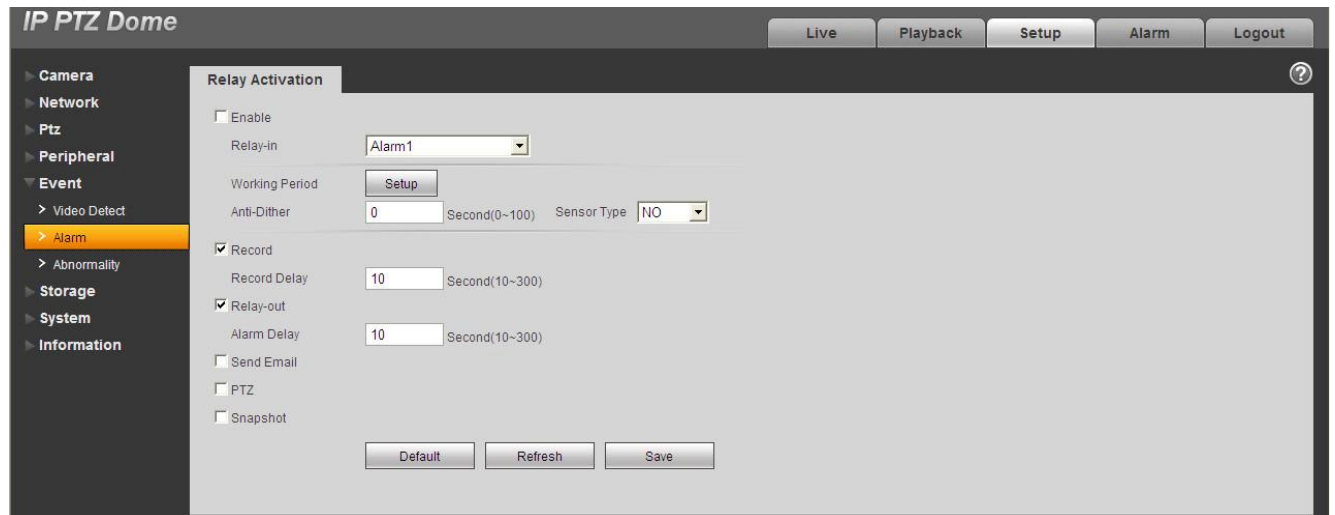 IP PTZ Dome
Live Playback Setup Alarm Logout
Camera
Network
Ptz
Peripheral
Event
> Video Detect
> Alarm
> Abnormality
Storage
System
Information
Relay Activation
?
Enable
Relay-in Alarm1
Working Period Setup
Anti-Dither 0 Second(0~100) Sensor Type NO
Record
Record Delay 10 Second(10~300)
Relay-out
Alarm Delay 10 Second(10~300)
Send Email
PTZ
Snapshot
Default Refresh Save